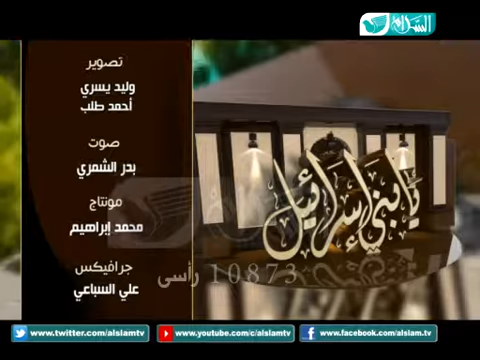 السلام
تصوير
وليد يسري
أحمد طلب
صوت
بدر الشمري
مونتاج
محمد إبراهيم
جرافيكس
علي السباعي
يا بني إسرائيل
10873 رأسى
www.twitter.com/alslamtv
www.youtube.com/c/alslamtv
www.facebook.com/alslam.tv